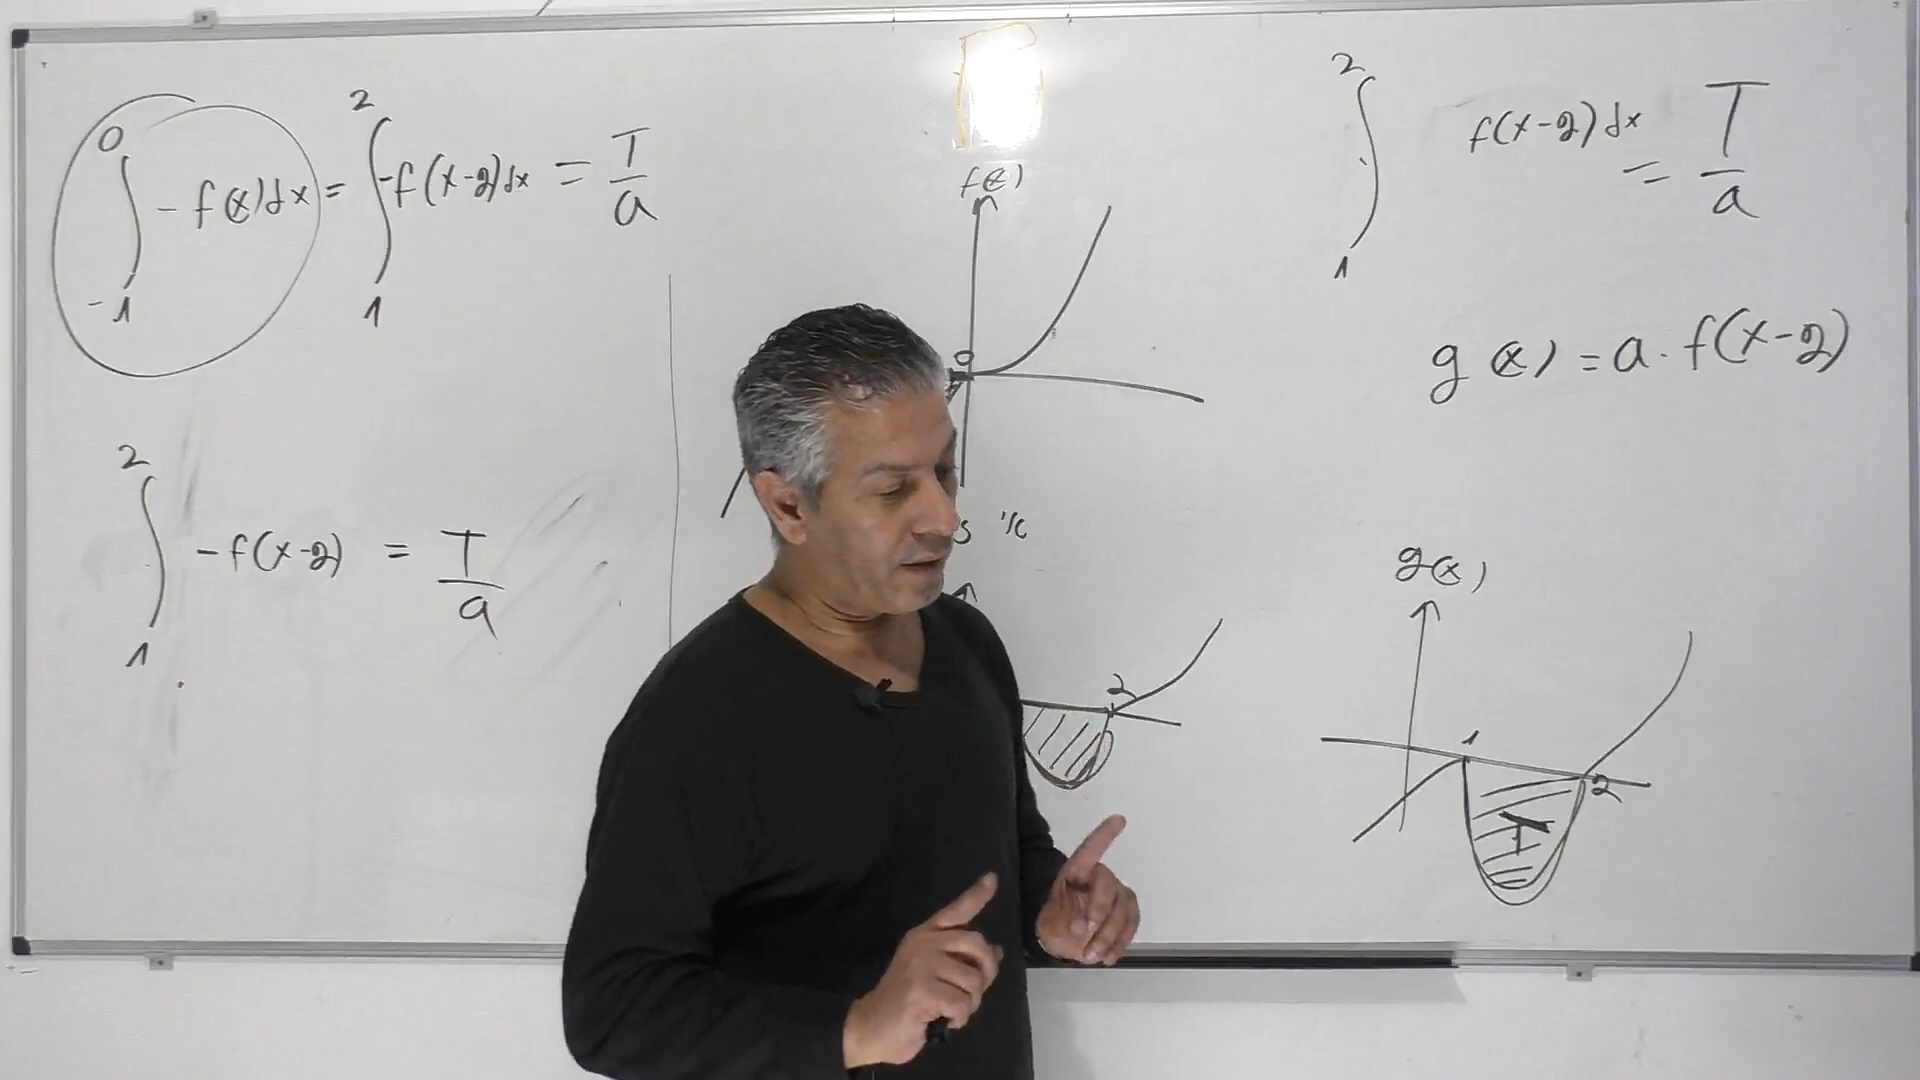 0
∫ - f(x)dx = ∫ -f(x-2)dx = T/a
-1
2
1
2
∫ -f(x-2) = T/a
1
f(x)
0
2
2
∫ f(x-2)dx = T/a
1
g(x) = a · f(x-2)
g(x)
1
2
T